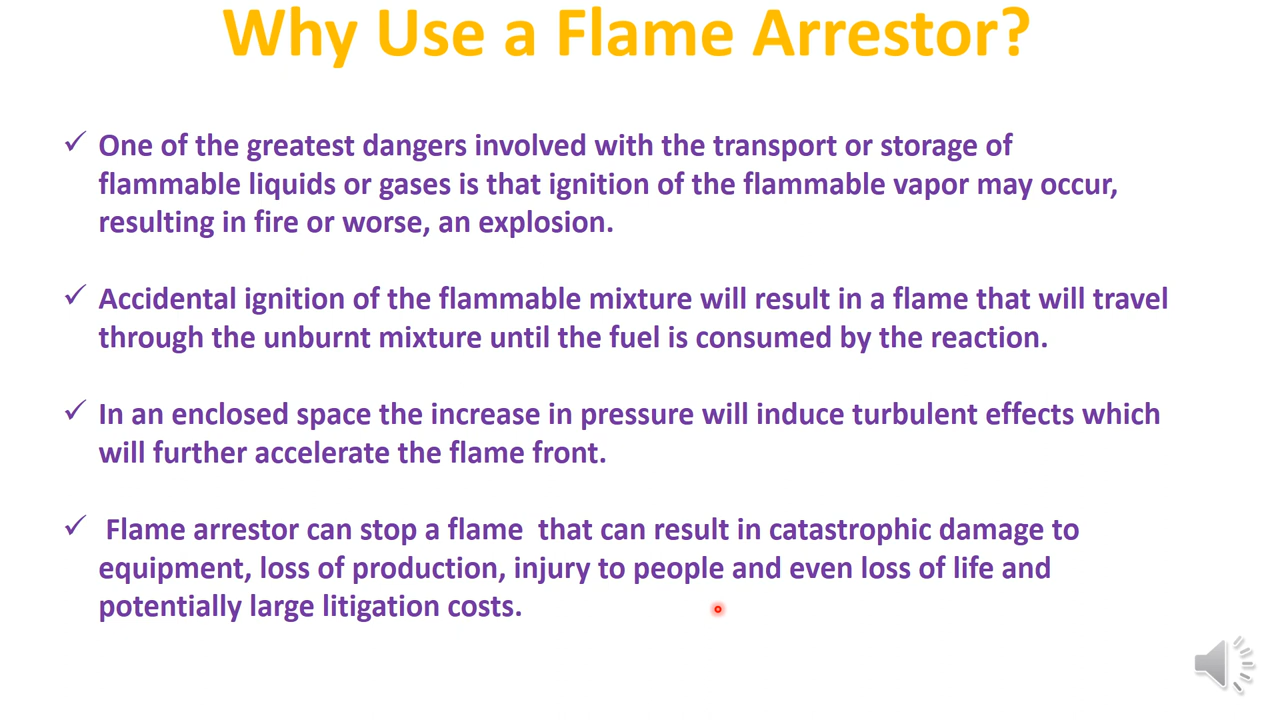 Why Use a Flame Arrestor?
✓ One of the greatest dangers involved with the transport or storage of
flammable liquids or gases is that ignition of the flammable vapor may occur,
resulting in fire or worse, an explosion.
✓ Accidental ignition of the flammable mixture will result in a flame that will travel
through the unburnt mixture until the fuel is consumed by the reaction.
✓ In an enclosed space the increase in pressure will induce turbulent effects which
will further accelerate the flame front.
✓ Flame arrestor can stop a flame  that can result in catastrophic damage to
equipment, loss of production, injury to people and even loss of life and
potentially large litigation costs.